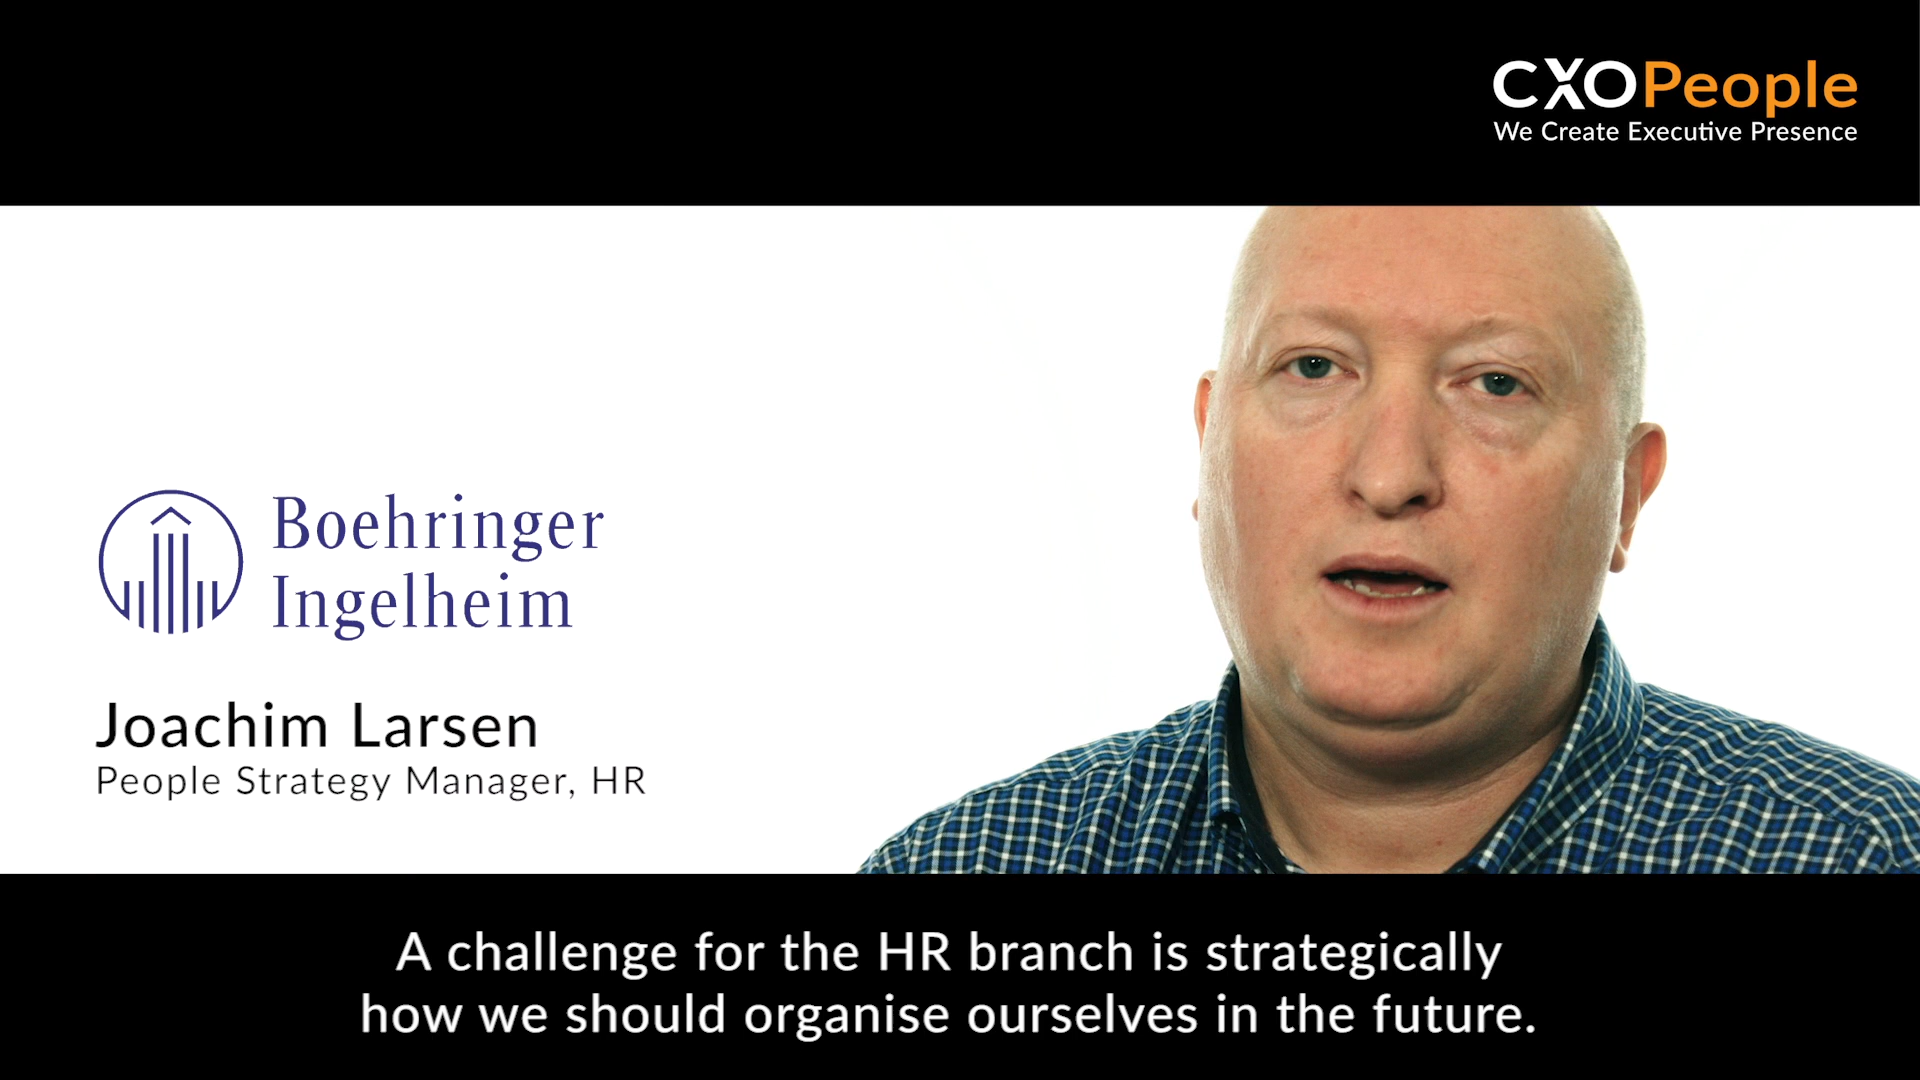 CXOPeople
We Create Executive Presence
Boehringer
Ingelheim
Joachim Larsen
People Strategy Manager, HR
A challenge for the HR branch is strategically
how we should organise ourselves in the future.